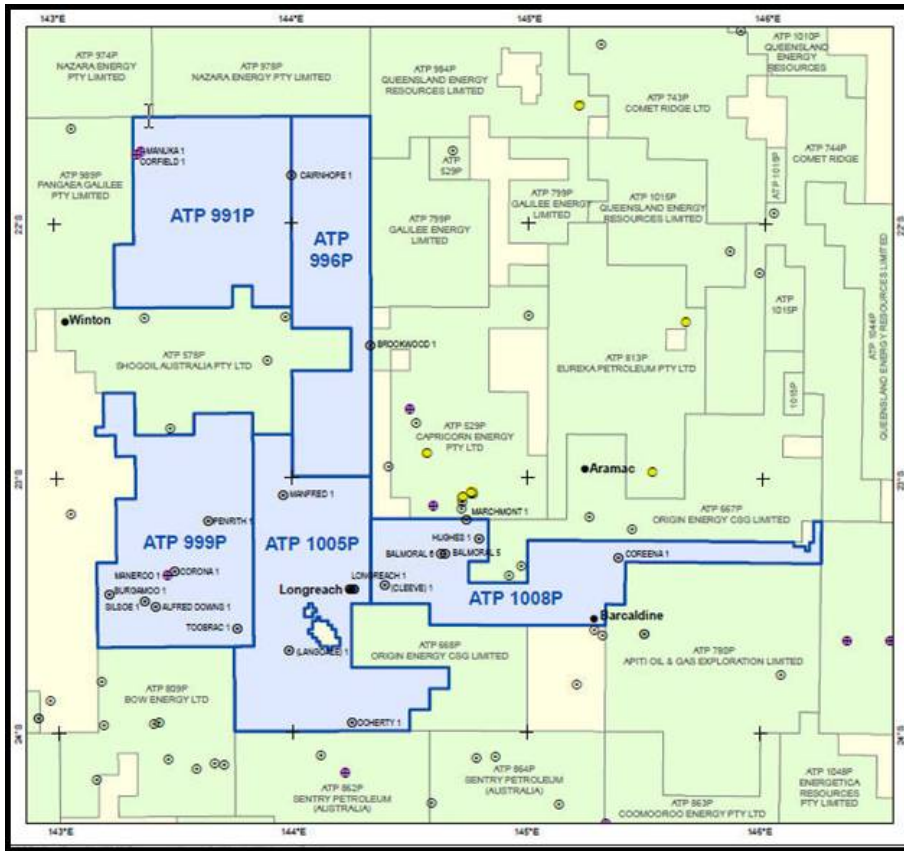 143°E
144°E
145°E
146°E
ATP 974P
NAZARA ENERGY
PTY LIMITED
ATP 978P
NAZARA ENERGY PTY LIMITED
ATP 984P
QUEENSLAND ENERGY
RESOURCES LIMITED
ATP 743P
COMET RIDGE LTD
ATP 1010P
QUEENSLAND
ENERGY
RESOURCES
ATP 744P
COMET RIDGE
MANUKA 1
CORFIELD 1
ATP 989P
PANGAEA GALILEE
PTY LIMITED
CAIRNHOPE 1
ATP
529P
ATP 799P
GALILEE ENERGY
LIMITED
ATP 1015P
QUEENSLAND ENERGY
RESOURCES LIMITED
ATP 1016P
ATP 991P
ATP
996P
ATP 799P
GALILEE ENERGY
LIMITED
22°S
22°S
ATP
1015P
ATP 1044P
QUEENSLAND ENERGY RESOURCES LIMITED
Winton
BROOKWOOD 1
ATP 578P
SHOGOIL AUSTRALIA PTY LTD
ATP 813P
EUREKA PETROLEUM PTY LTD
1015P
ATP 529P
CAPRICORN ENERGY
PTY LTD
Aramac
23°S
23°S
MANFRED 1
MARCHMONT 1
ATP 667P
ORIGIN ENERGY CSG LIMITED
PENRITH 1
ATP 999P
ATP 1005P
HUGHES 1
BALMORAL 6
BALMORAL 5
COREENA 1
MANEROO 1
CORONA 1
LONGREACH 1
Longreach
(CLEEVE) 1
ATP 1008P
BURGAMOO 1
SILSOE 1
ALFRED DOWNS 1
TOOBRAC 1
Barcaldine
(LANGDALE) 1
ATP 668P
ORIGIN ENERGY CSG LIMITED
ATP 780P
APITI OIL & GAS EXPLORATION LIMITED
ATP 809P
BOW ENERGY LTD
DOHERTY 1
24°S
24°S
ATP 862P
SENTRY PETROLEUM
(AUSTRALIA)
ATP 864P
SENTRY PETROLEUM
(AUSTRALIA)
ATP 863P
COOMOOROO ENERGY PTY LTD
ATP 1048P
ENERGETICA
RESOURCES
PTY LIMITED
143°E
144°E
145°E
146°E